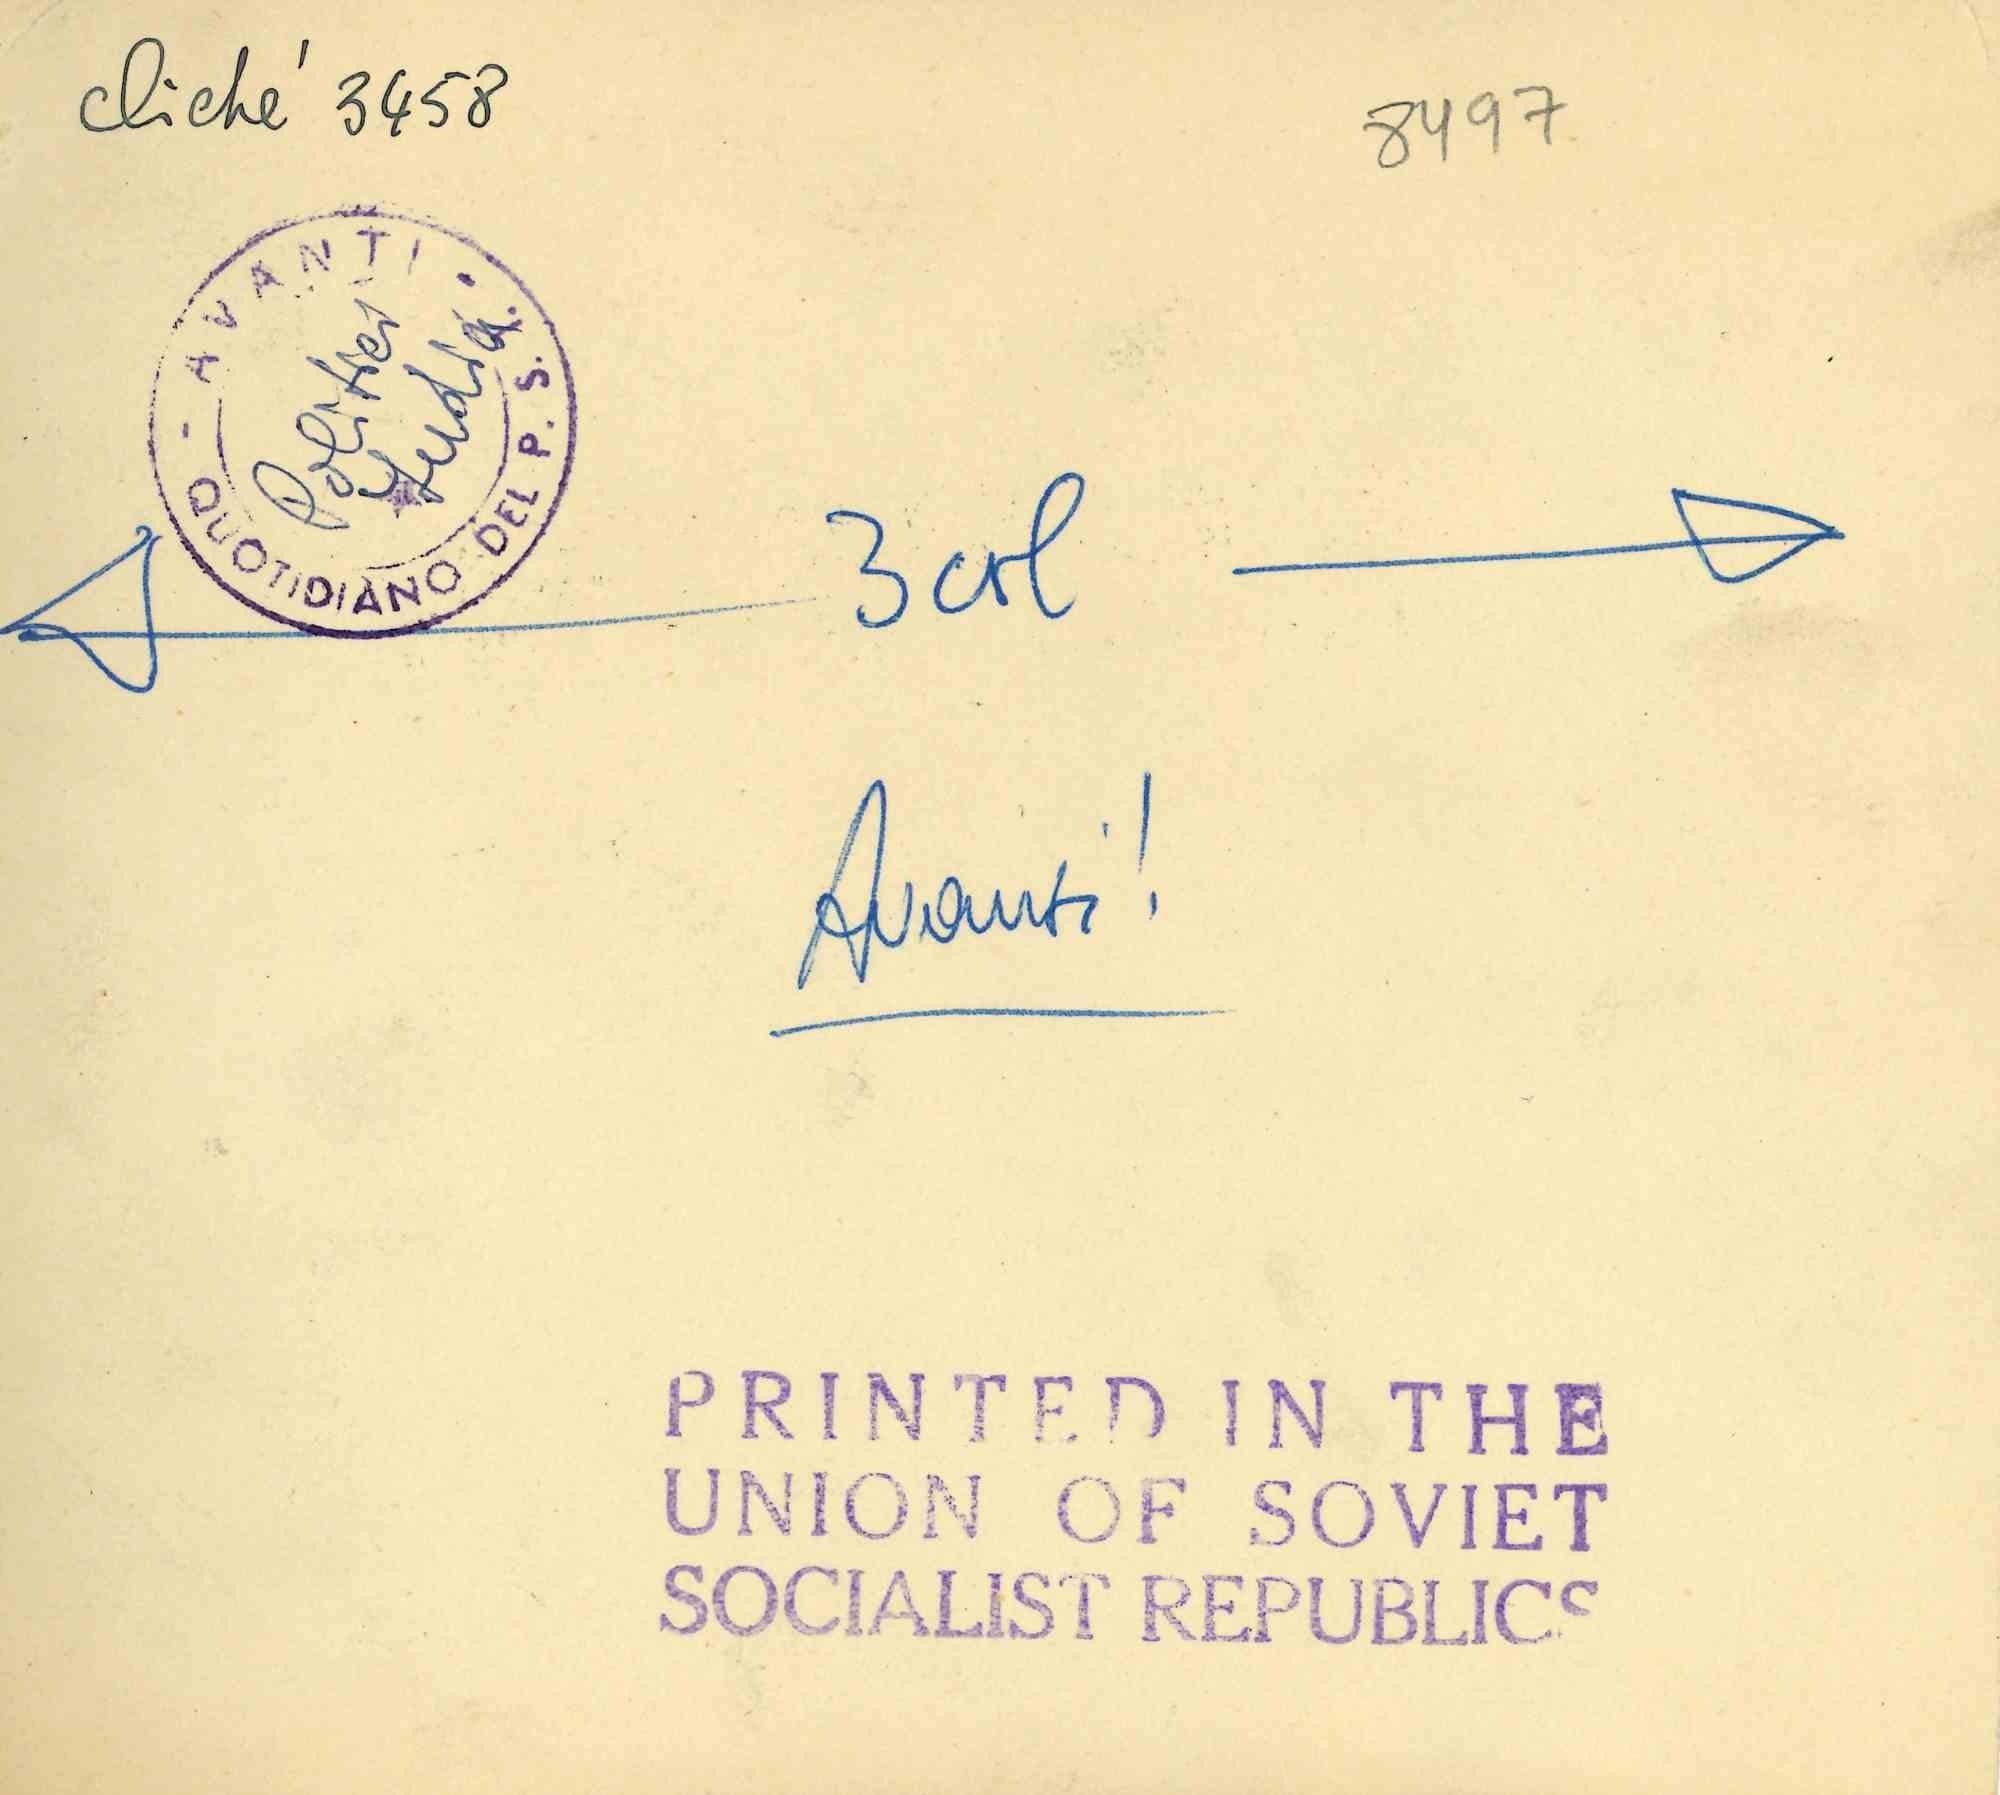 cliché 3458
8497
- AVANTI -
QUOTIDIANO DEL P. S.
3 col
Avanti!
PRINTED IN THE
UNION OF SOVIET
SOCIALIST REPUBLICS